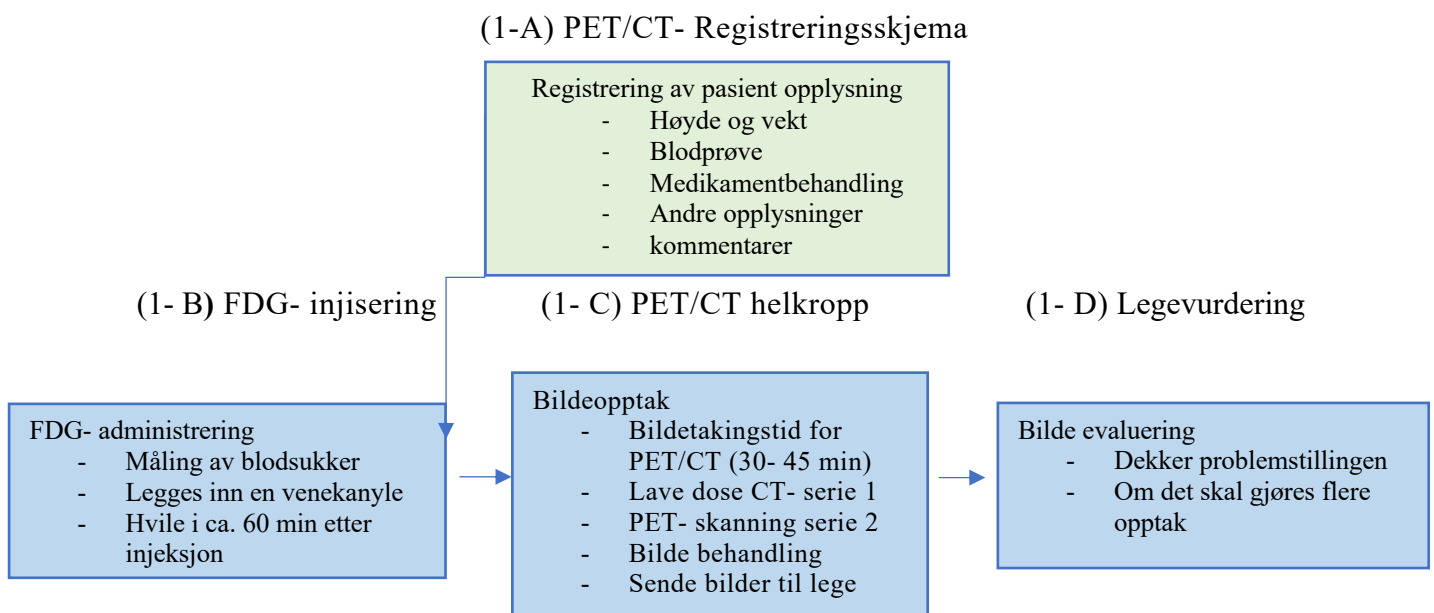 (1-A) PET/CT- Registreringsskjema
Registrering av pasient opplysning
- Høyde og vekt
- Blodprøve
- Medikamentbehandling
- Andre opplysninger
- kommentarer
(1- B) FDG- injisering
(1- C) PET/CT helkropp
(1- D) Legevurdering
FDG- administrering
- Måling av blodsukker
- Legges inn en venekanyle
- Hvile i ca. 60 min etter
injeksjon
Bildeopptak
- Bildetakingstid for
PET/CT (30- 45 min)
- Lave dose CT- serie 1
- PET- skanning serie 2
- Bilde behandling
- Sende bilder til lege
Bilde evaluering
- Dekker problemstillingen
- Om det skal gjøres flere
opptak